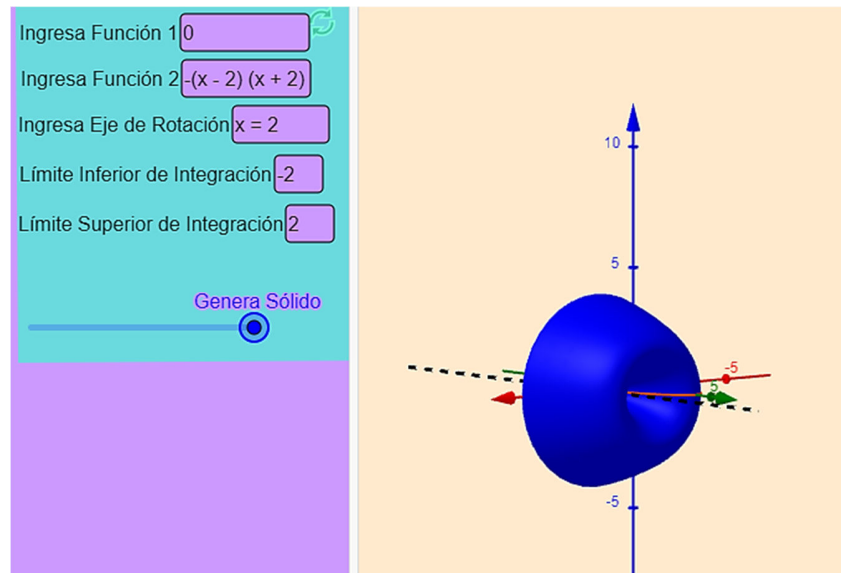 Ingresa Función 1 0
Ingresa Función 2 -(x - 2) (x + 2)
Ingresa Eje de Rotación x = 2
Límite Inferior de Integración -2
Límite Superior de Integración 2
Genera Sólido
10
5
-5
5
-5